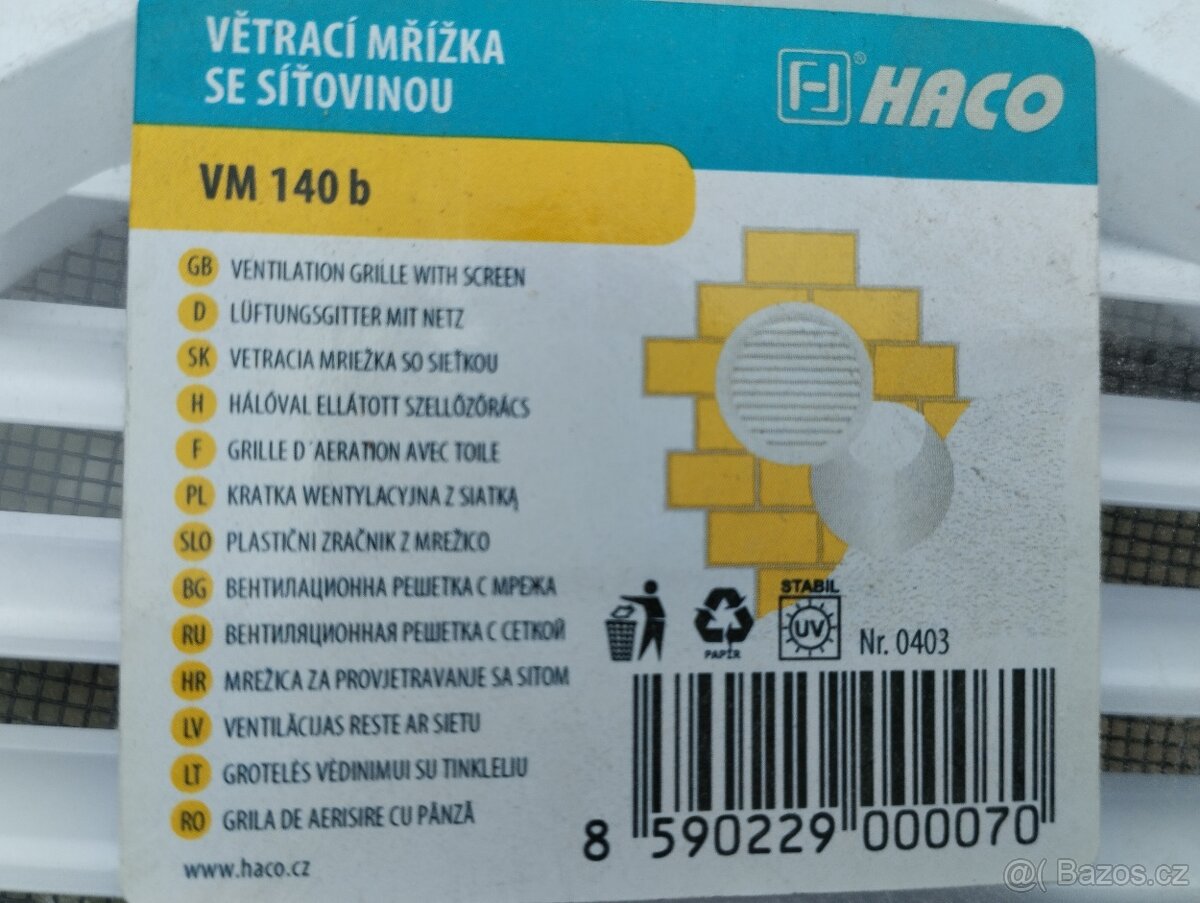 VĚTRACÍ MŘÍŽKA
SE SÍŤOVINOU
HACO®
VM 140 b
GB VENTILATION GRILLE WITH SCREEN
D LÜFTUNGSGITTER MIT NETZ
SK VETRACIA MRIEŽKA SO SIEŤKOU
H HÁLÓVAL ELLÁTOTT SZELLŐZŐRÁCS
F GRILLE D´AERATION AVEC TOILE
PL KRATKA WENTYLACYJNA Z SIATKĄ
SLO PLASTIČNI ZRAČNIK Z MREŽICO
BG ВЕНТИЛАЦИОННА РЕШЕТКА С МРЕЖА
RU ВЕНТИЛЯЦИОННАЯ РЕШЕТКА С СЕТКОЙ
HR MREŽICA ZA PROVJETRAVANJE SA SITOM
LV VENTILĀCIJAS RESTE AR SIETU
LT GROTELĖS VĖDINIMUI SU TINKLELIU
RO GRILA DE AERISIRE CU PÂNZĂ
www.haco.cz
PAPÍR
STABIL
UV
Nr. 0403
8 590229 000070
@( Bazos.cz